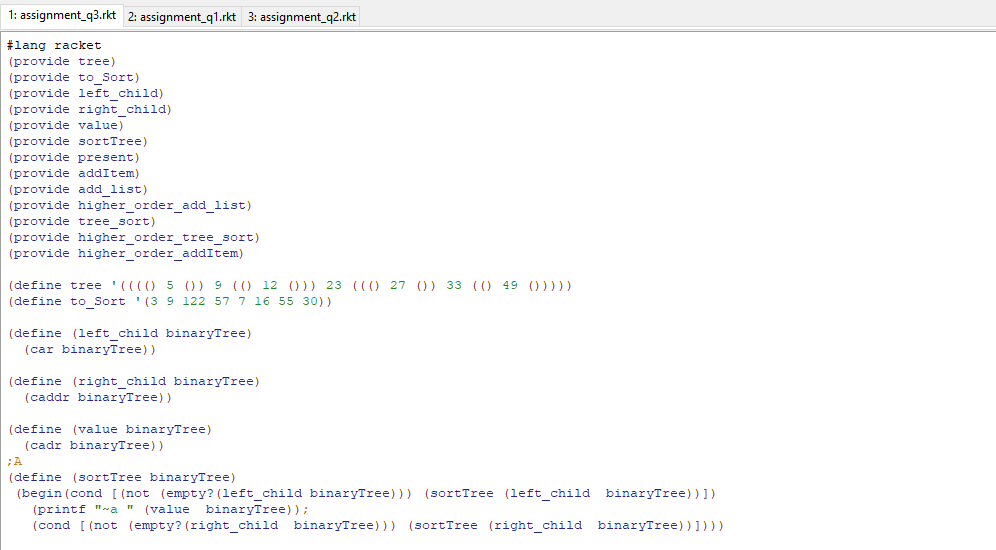 1: assignment_q3.rkt 2: assignment_q1.rkt 3: assignment_q2.rkt
#lang racket
(provide tree)
(provide to_Sort)
(provide left_child)
(provide right_child)
(provide value)
(provide sortTree)
(provide present)
(provide addItem)
(provide add_list)
(provide higher_order_add_list)
(provide tree_sort)
(provide higher_order_tree_sort)
(provide higher_order_addItem)

(define tree '(((() 5 ()) 9 (() 12 ())) 23 ((() 27 ()) 33 (() 49 ()))))
(define to_Sort '(3 9 122 57 7 16 55 30))

(define (left_child binaryTree)
  (car binaryTree))

(define (right_child binaryTree)
  (caddr binaryTree))

(define (value binaryTree)
  (cadr binaryTree))
;A
(define (sortTree binaryTree)
 (begin(cond [(not (empty?(left_child binaryTree))) (sortTree (left_child  binaryTree))])
   (printf "~a " (value  binaryTree));
   (cond [(not (empty?(right_child  binaryTree))) (sortTree (right_child  binaryTree))])))